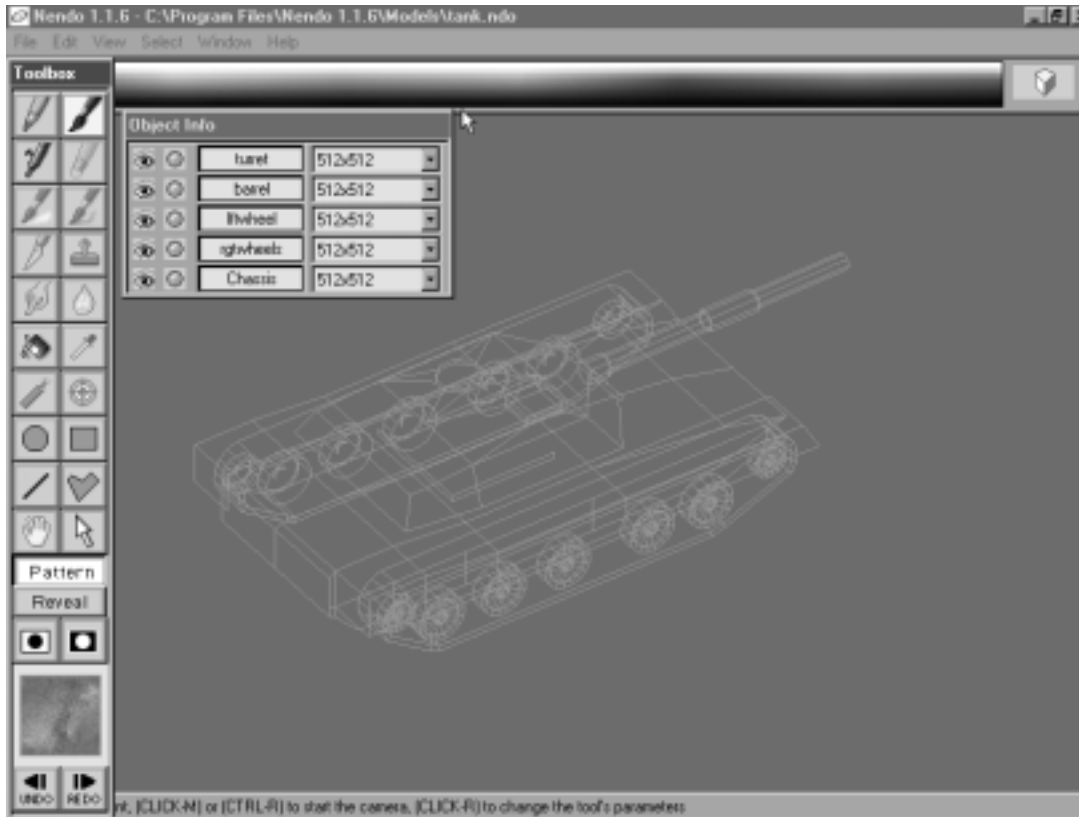 Nendo 1.1.6 - C:\Program Files\Nendo 1.1.6\Models\tank.ndo
File Edit View Select Window Help
Toolbox
Object Info
turret 512x512
barrel 512x512
lftwheel 512x512
rgtwheels 512x512
Chassis 512x512
Pattern
Reveal
UNDO REDO
nt, (CLICK-M) or (CTRL-R) to start the camera, (CLICK-R) to change the tool's parameters